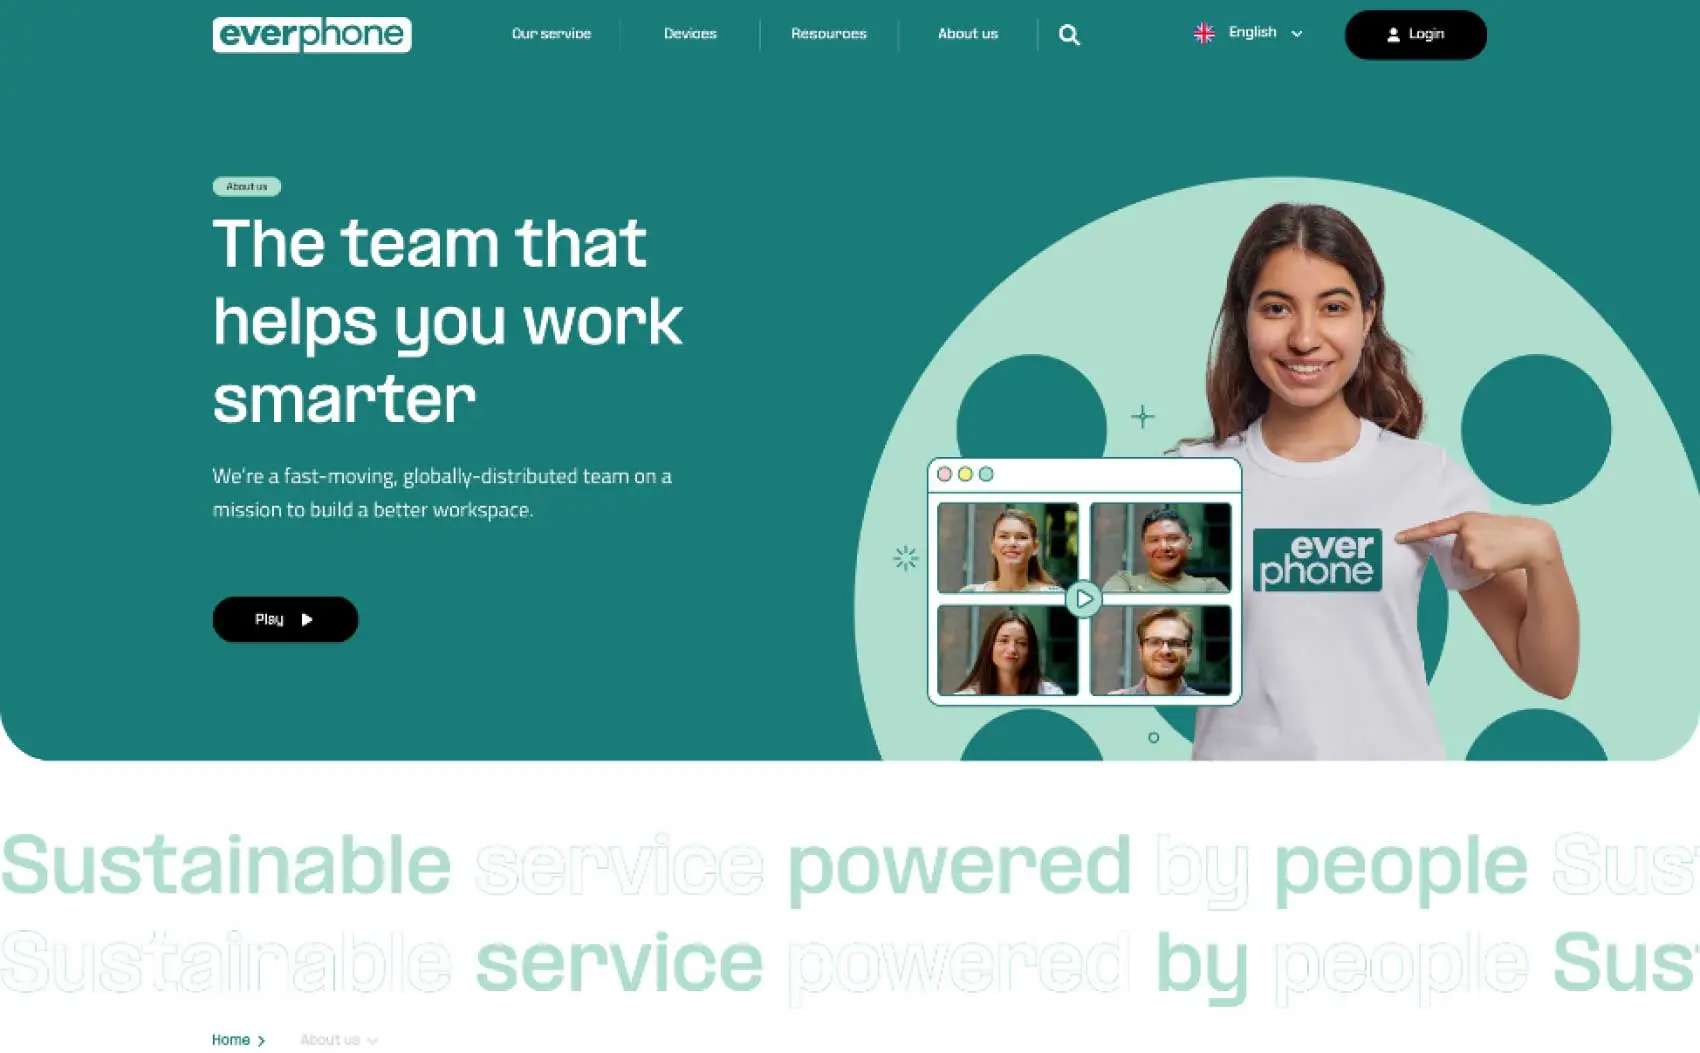 everphone
Our service
Devices
Resources
About us
English
Login
About us
The team that
helps you work
smarter
We're a fast-moving, globally-distributed team on a
mission to build a better workspace.
Play
ever
phone
Sustainable service powered by people Sus
Sustainable service powered by people Sus
Home
About us